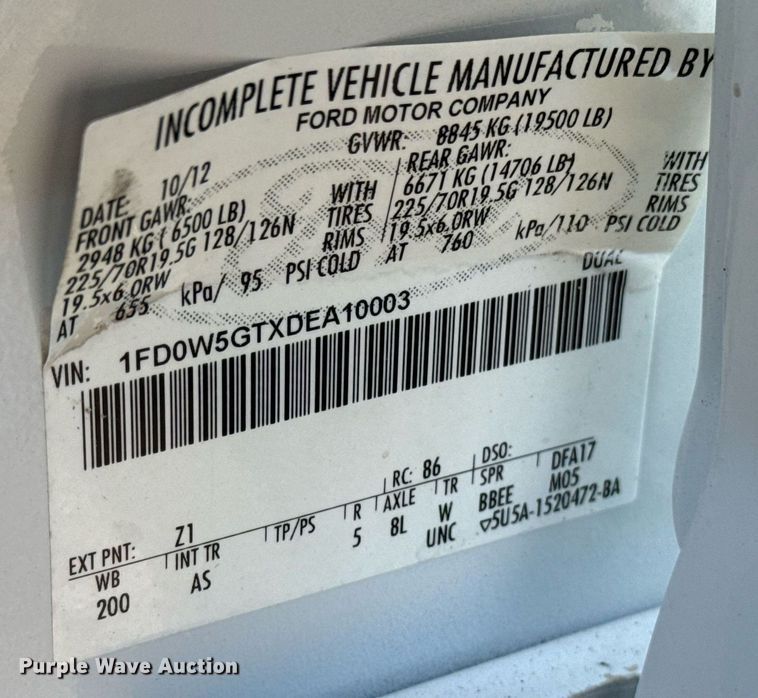 INCOMPLETE VEHICLE MANUFACTURED BY
FORD MOTOR COMPANY
DATE: 10/12 GVWR: 8845 KG (19500 LB)
FRONT GAWR: REAR GAWR:
2948 KG (6500 LB) WITH 6671 KG (14706 LB) WITH
225/70R19.5G 128/126N TIRES 225/70R19.5G 128/126N TIRES
19.5x6.0RW RIMS 19.5x6.0RW RIMS
AT 655 kPa/ 95 PSI COLD AT 760 kPa/110 PSI COLD
DUAL
VIN: 1FD0W5GTXDEA10003
EXT PNT: Z1 RC: 86 DSO:
WB INT TR TP/PS R AXLE TR SPR DFA17
200 AS 5 8L W BBEE M05
UNC ▽5U5A-1520472-BA
Purple Wave Auction